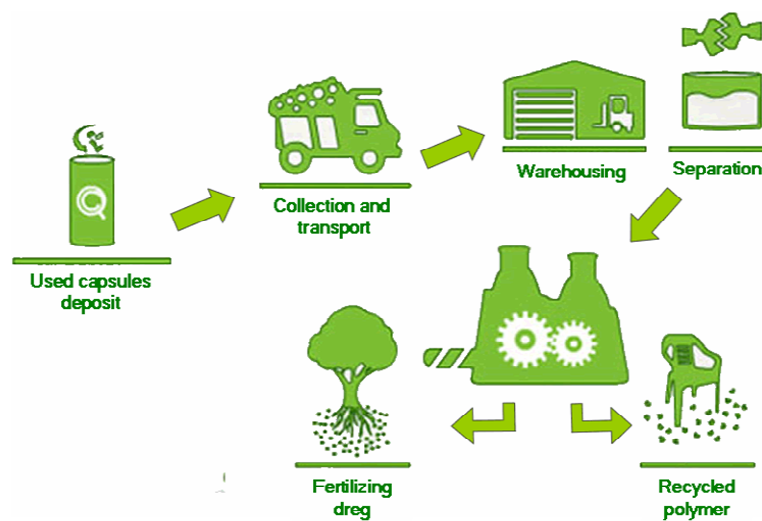 Used capsules
deposit
Collection and
transport
Warehousing
Separation
Fertilizing
dreg
Recycled
polymer